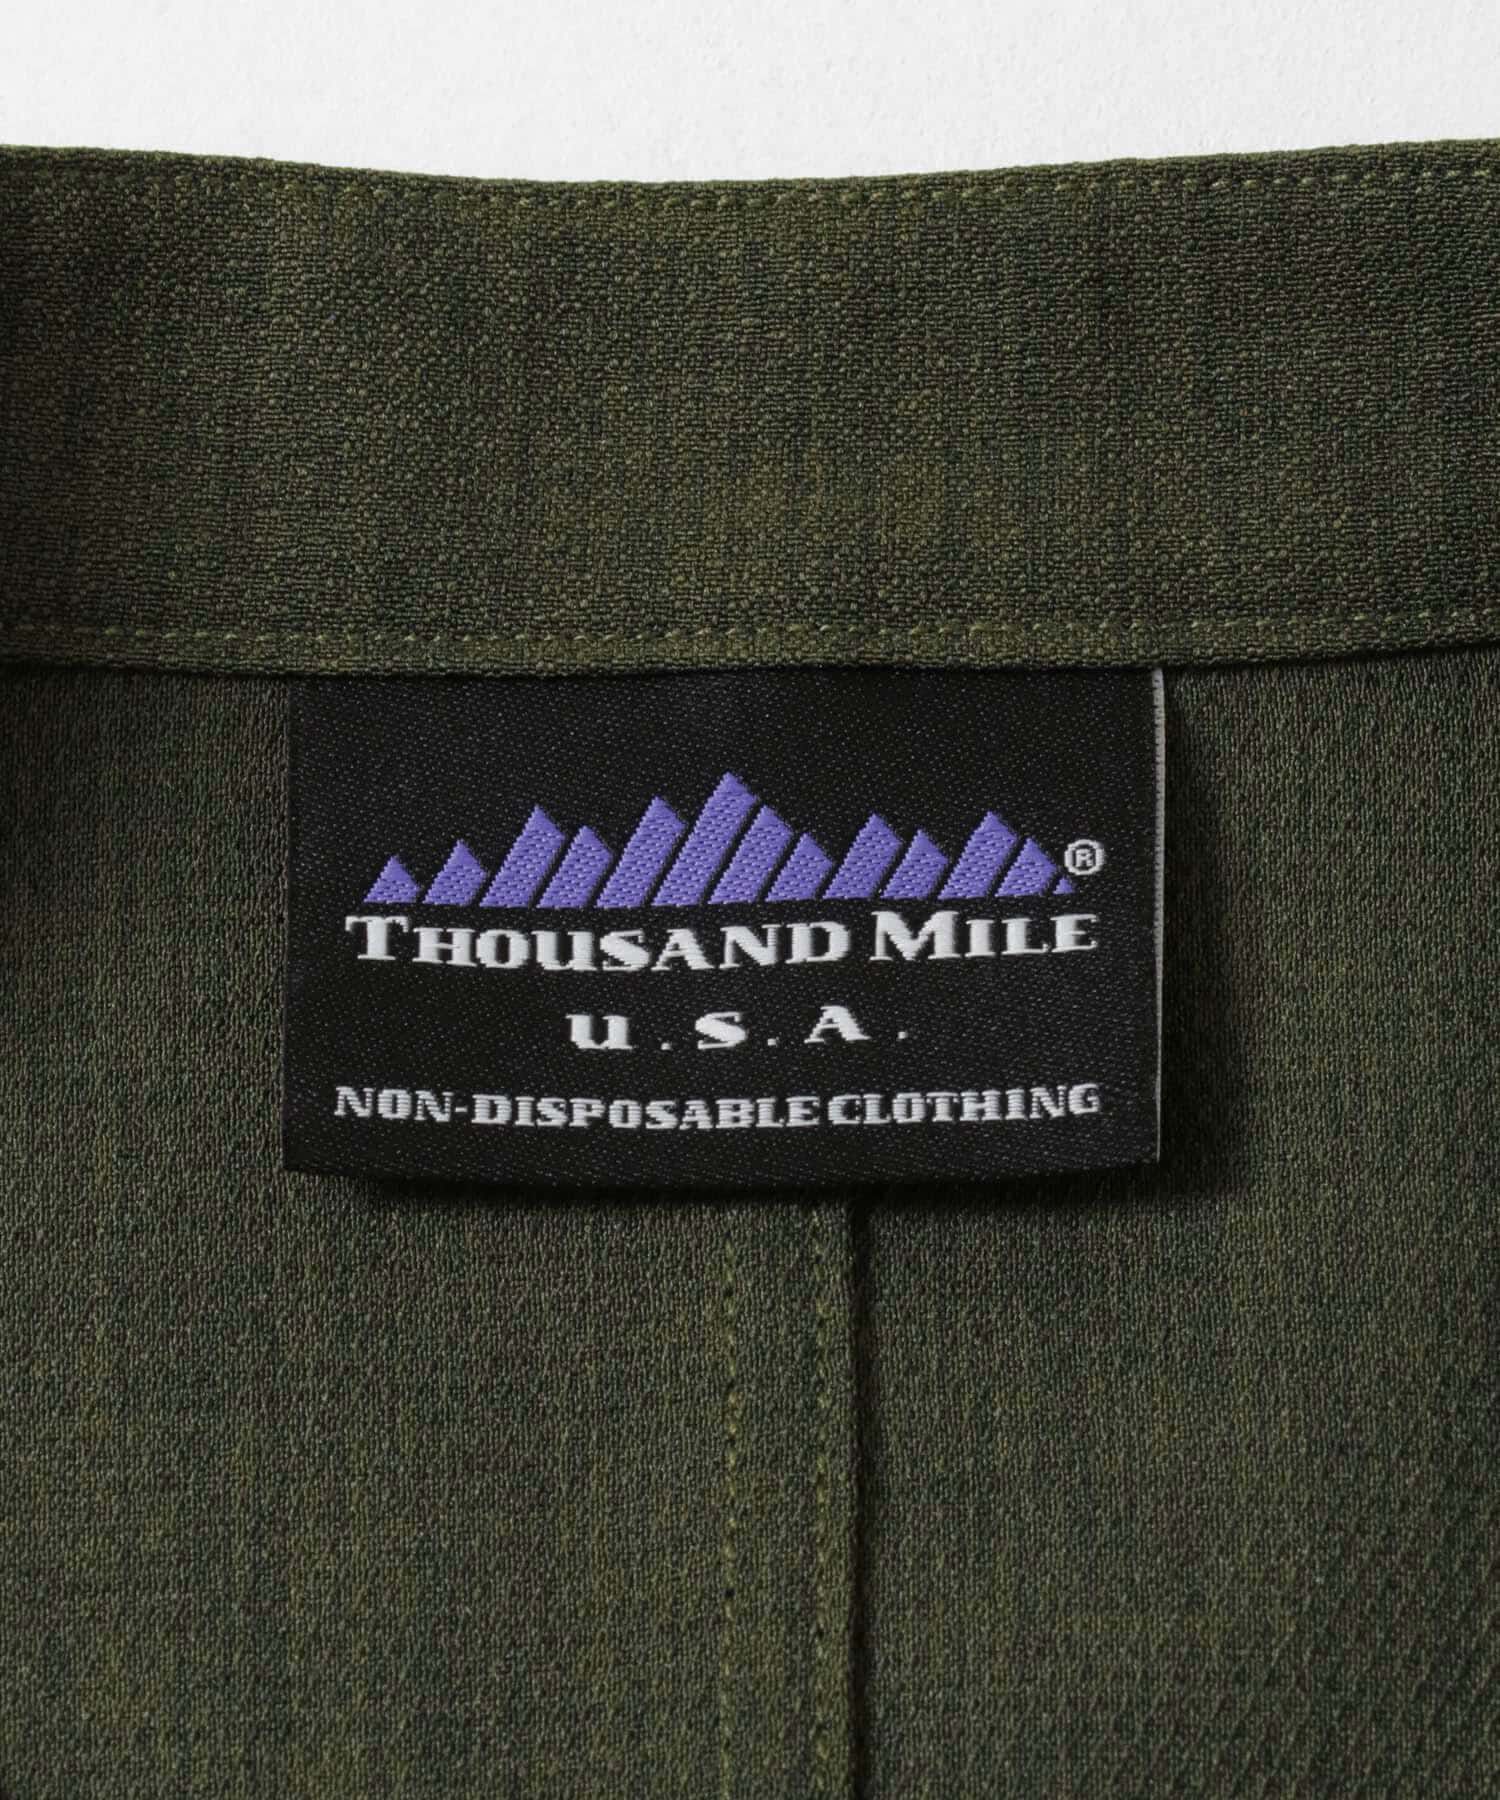 ®
THOUSAND MILE
U.S.A.
NON-DISPOSABLE CLOTHING